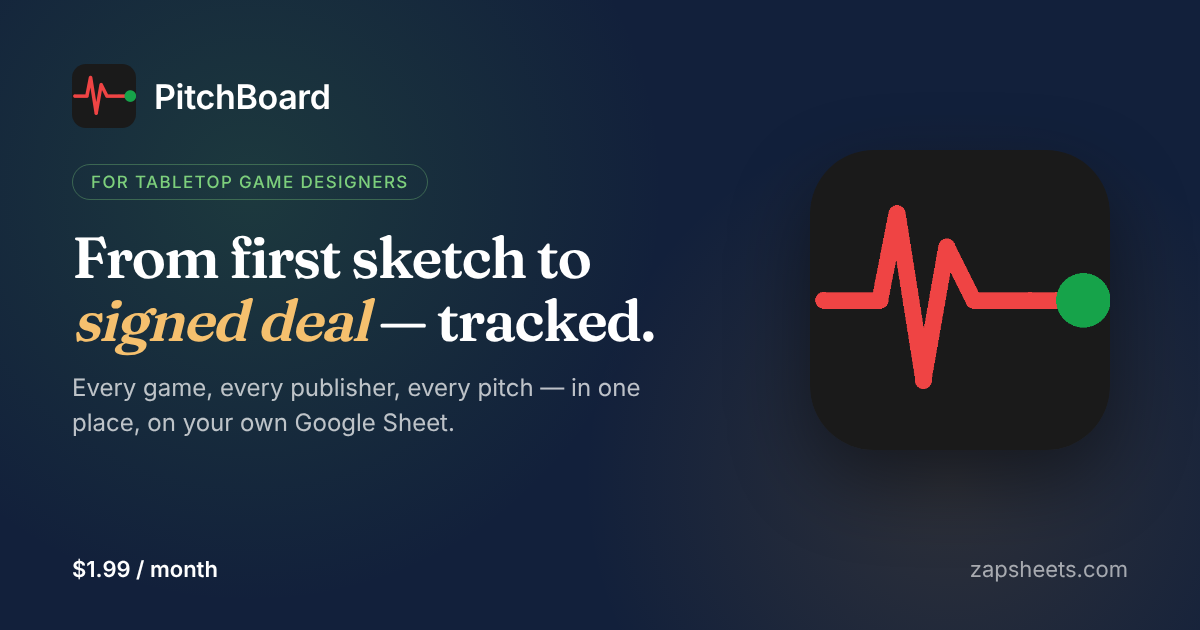 PitchBoard
FOR TABLETOP GAME DESIGNERS
From first sketch to
signed deal — tracked.
Every game, every publisher, every pitch — in one
place, on your own Google Sheet.
$1.99 / month
zapsheets.com